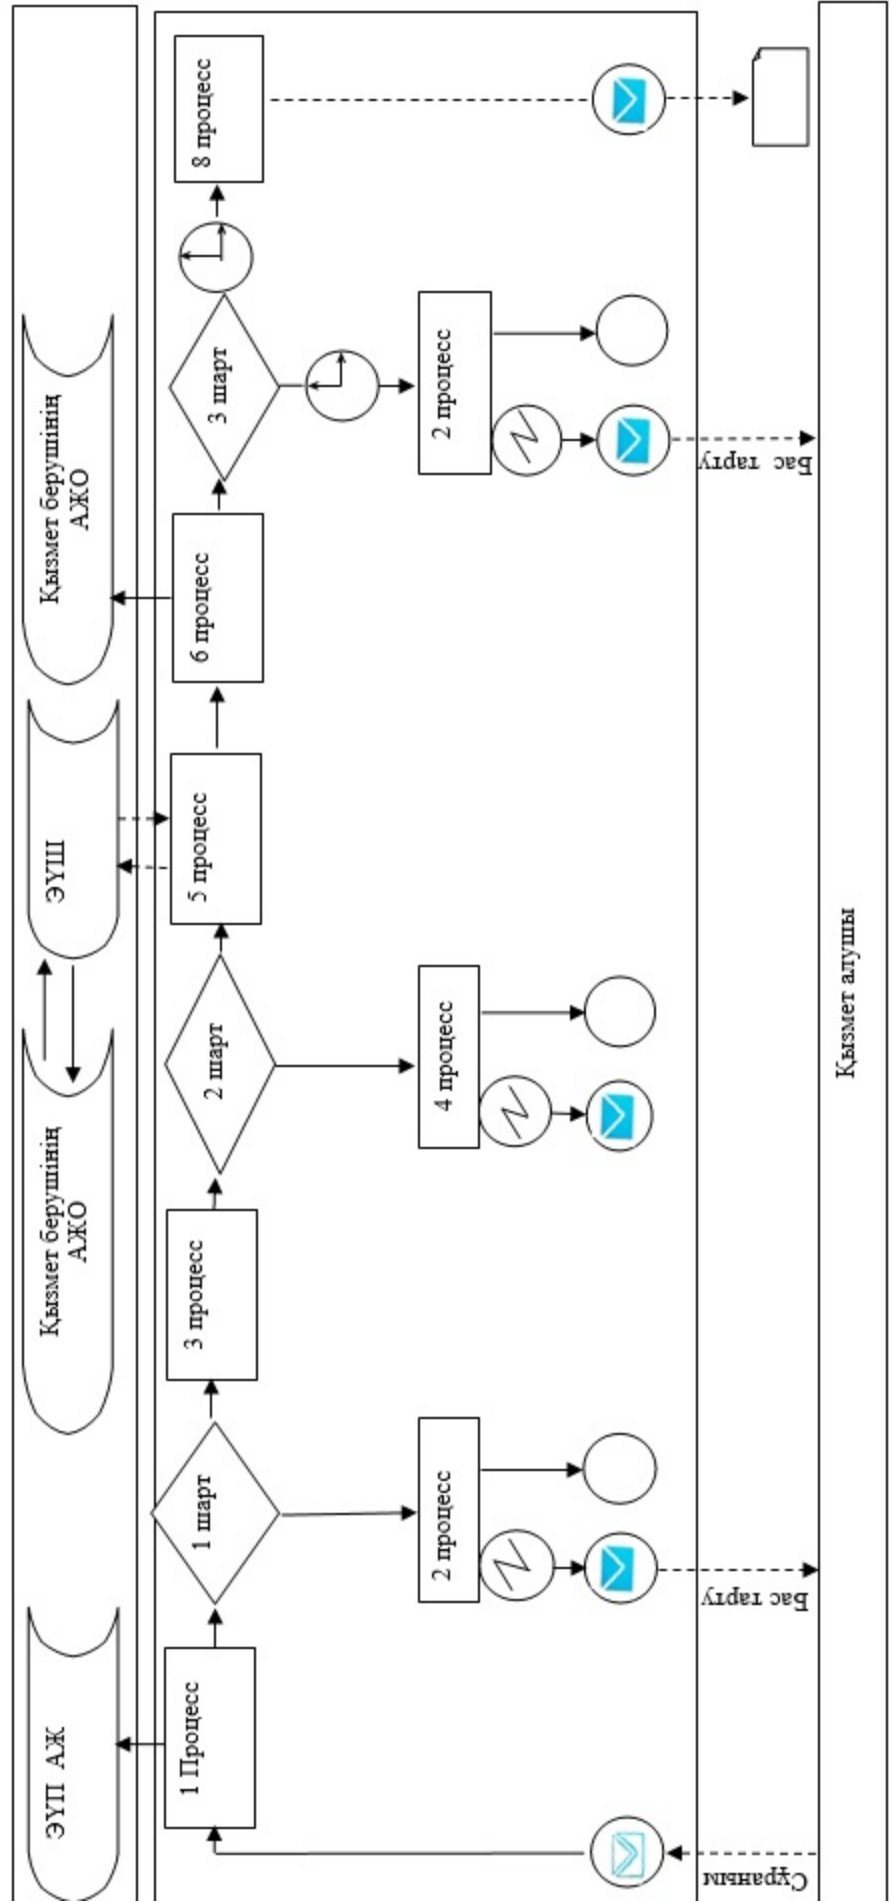 ЭҮП АЖ
Қызмет берушінің
АЖО
ЭҮШ
Қызмет берушінің
АЖО
1 Процесс
1 шарт
3 процесс
2 шарт
5 процесс
6 процесс
3 шарт
8 процесс
2 процесс
4 процесс
2 процесс
Сұраным
Бас тарту
Бас тарту
Қызмет алушы